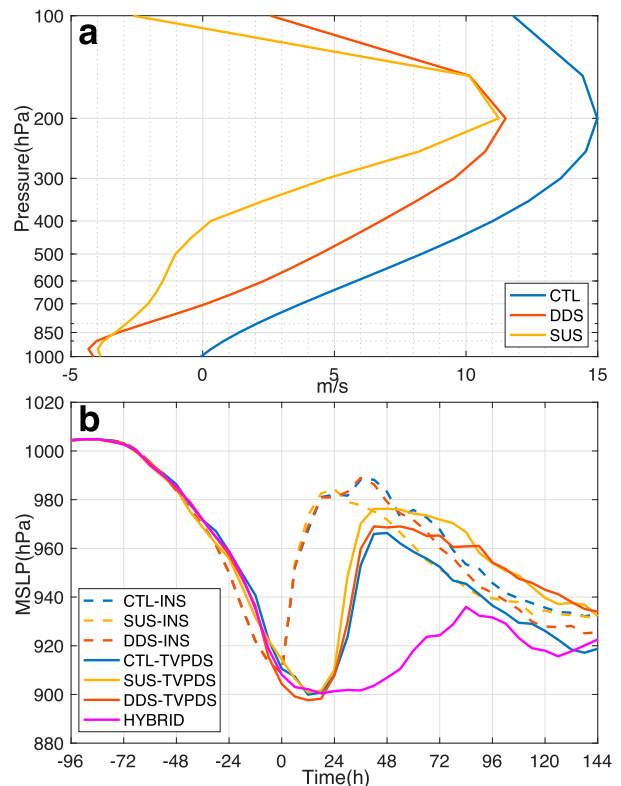 a
100
200
300
400
500
600
700
850
1000
Pressure(hPa)
-5
0
5
10
15
m/s
CTL
DDS
SUS
b
1020
1000
980
960
940
920
900
880
MSLP(hPa)
CTL-INS
SUS-INS
DDS-INS
CTL-TVPDS
SUS-TVPDS
DDS-TVPDS
HYBRID
-96
-72
-48
-24
0
24
48
72
96
120
144
Time(h)